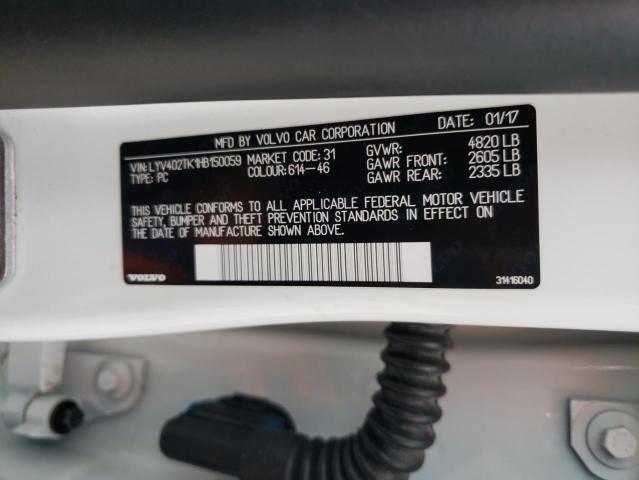 MFD BY VOLVO CAR CORPORATION DATE: 01/17
VIN: LYV402TK1HB150059 MARKET CODE: 31 GVWR: 4820 LB
TYPE: PC COLOUR: 614-46 GAWR FRONT: 2605 LB
GAWR REAR: 2335 LB
THIS VEHICLE CONFORMS TO ALL APPLICABLE FEDERAL MOTOR VEHICLE
SAFETY, BUMPER AND THEFT PREVENTION STANDARDS IN EFFECT ON
THE DATE OF MANUFACTURE SHOWN ABOVE.
VOLVO 31416040